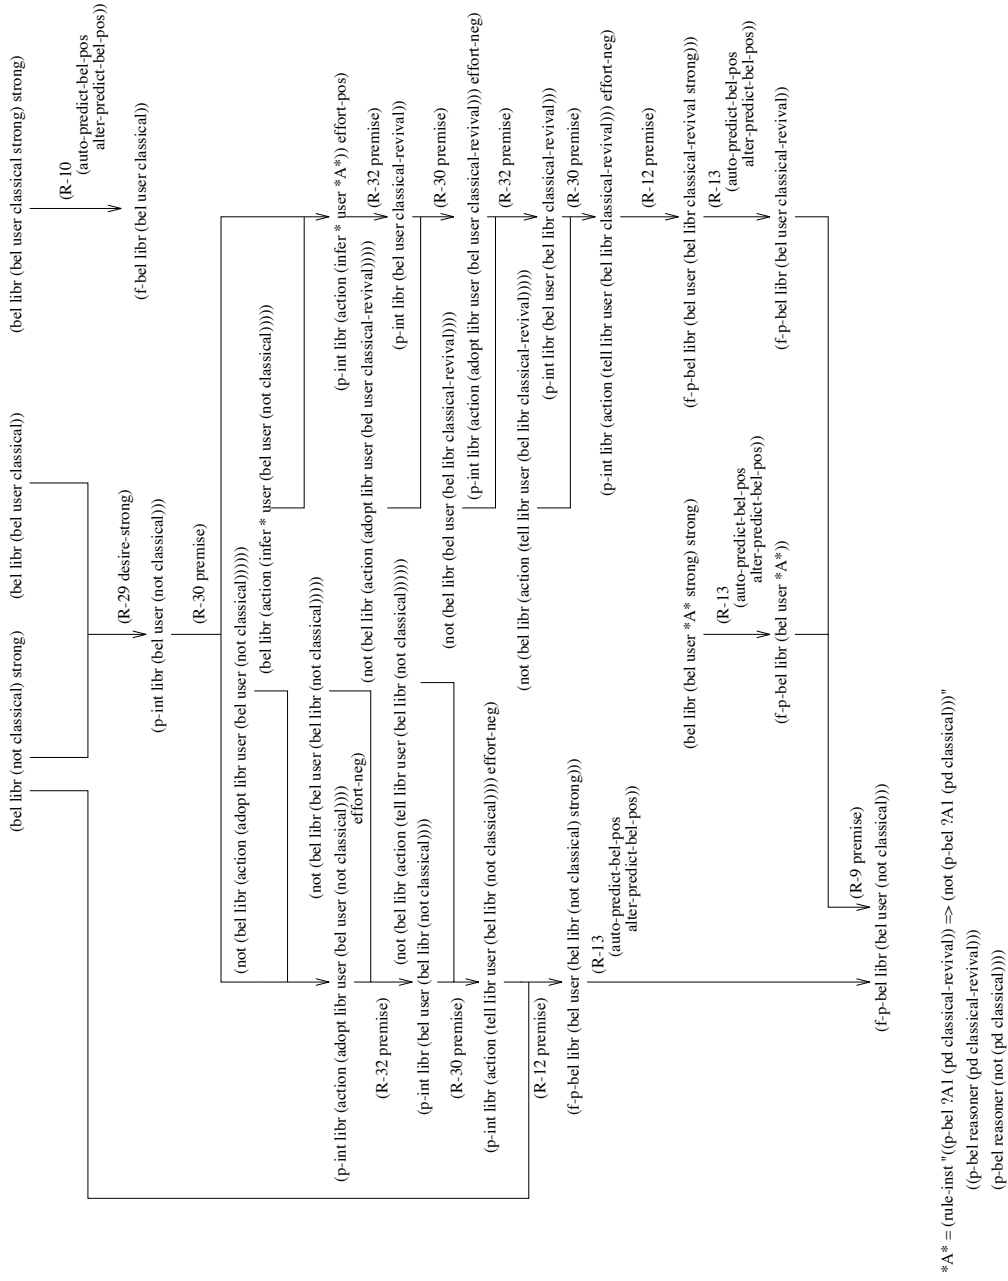 (bel libr (not classical) strong)
(bel libr (bel user classical))
(bel libr (bel user classical strong) strong)
(R-10
(auto-predict-bel-pos
alter-predict-bel-pos))
(f-bel libr (bel user classical))
(R-29 desire-strong)
(p-int libr (bel user (not classical)))
(R-30 premise)
(not (bel libr (action (adopt libr user (bel user (not classical))))))
(bel libr (action (infer * user (bel user (not classical)))))
(not (bel libr (bel user (bel libr (not classical)))))
(p-int libr (action (adopt libr user (bel user (not classical))))
effort-neg)
(p-int libr (action (infer * user *A*)) effort-pos)
(R-32 premise)
(not (bel libr (action (adopt libr user (bel user classical-revival)))))
(R-32 premise)
(p-int libr (bel user classical-revival))
(not (bel libr (action (tell libr user (bel libr (not classical))))))
(p-int libr (bel user (bel libr (not classical))))
(R-30 premise)
(R-30 premise)
(not (bel libr (bel user (bel libr classical-revival))))
(p-int libr (action (adopt libr user (bel user classical-revival))) effort-neg)
(p-int libr (action (tell libr user (bel libr (not classical)))) effort-neg)
(R-32 premise)
(not (bel libr (action (tell libr user (bel libr classical-revival)))))
(R-12 premise)
(p-int libr (bel user (bel libr classical-revival)))
(R-30 premise)
(f-p-bel libr (bel user (bel libr (not classical) strong)))
(p-int libr (action (tell libr user (bel libr classical-revival))) effort-neg)
(R-13
(auto-predict-bel-pos
alter-predict-bel-pos))
(R-12 premise)
(bel libr (bel user *A* strong) strong)
(f-p-bel libr (bel user (bel libr classical-revival strong)))
(R-13
(auto-predict-bel-pos
alter-predict-bel-pos))
(R-13
(auto-predict-bel-pos
alter-predict-bel-pos))
(f-p-bel libr (bel user *A*))
(f-p-bel libr (bel user classical-revival))
(R-9 premise)
(f-p-bel libr (bel user (not classical)))
*A* = (rule-inst "((p-bel ?A1 (pd classical-revival)) => (not (p-bel ?A1 (pd classical)))"
((p-bel reasoner (pd classical-revival)))
(p-bel reasoner (not (pd classical))))